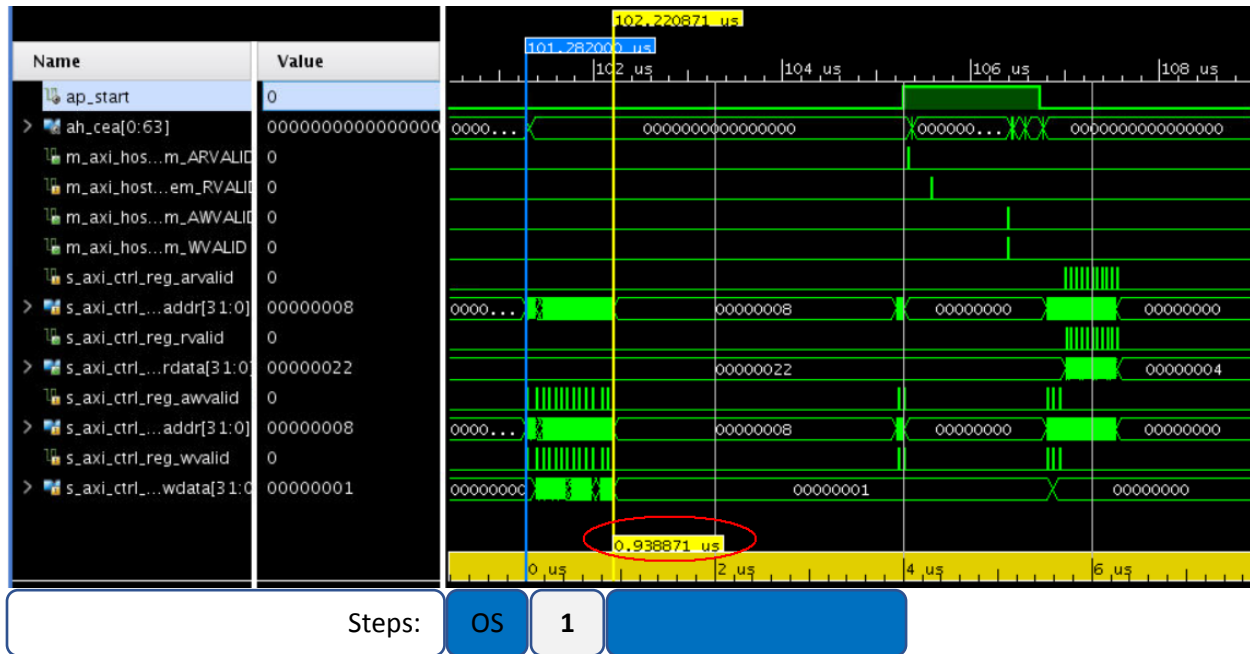 102.220871 us
101.282000 us
Name Value
102 us 104 us 106 us 108 us
ap_start 0
ah_cea[0:63] 0000000000000000 0000... 0000000000000000 000000... 0000000000000000
m_axi_hos...m_ARVALID 0
m_axi_host...em_RVALID 0
m_axi_hos...m_AWVALID 0
m_axi_hos...m_WVALID 0
s_axi_ctrl_reg_arvalid 0
s_axi_ctrl_...addr[31:0] 00000008 0000... 00000008 00000000 00000000
s_axi_ctrl_reg_rvalid 0
s_axi_ctrl_...rdata[31:0] 00000022 00000022 00000004
s_axi_ctrl_reg_awvalid 0
s_axi_ctrl_...addr[31:0] 00000008 0000... 00000008 00000000 00000000
s_axi_ctrl_reg_wvalid 0
s_axi_ctrl_...wdata[31:0 00000001 00000000 00000001 00000000
0.938871 us
0 us 2 us 4 us 6 us
Steps: OS 1